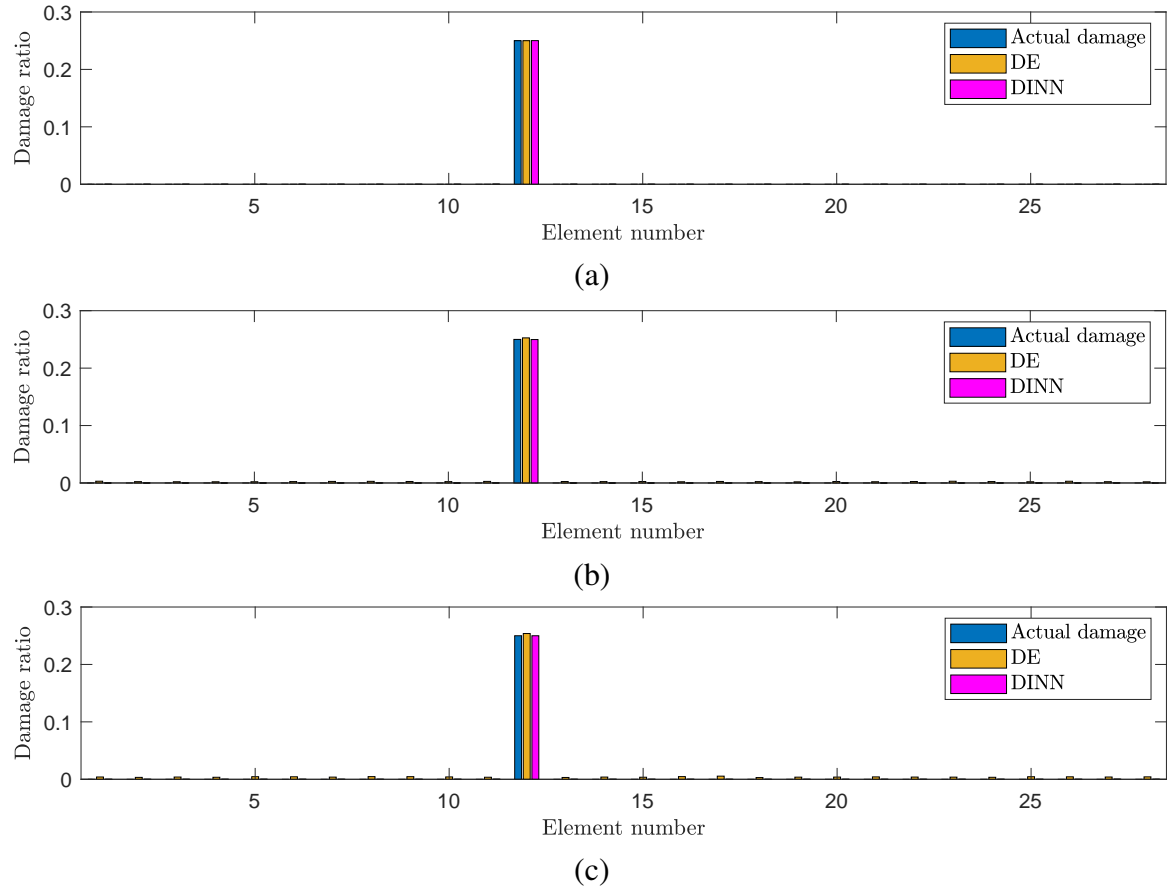 0.3
0.2
0.1
0
Damage ratio
Actual damage
DE
DINN
5 10 15 20 25
Element number
(a)
0.3
0.2
0.1
0
Damage ratio
Actual damage
DE
DINN
5 10 15 20 25
Element number
(b)
0.3
0.2
0.1
0
Damage ratio
Actual damage
DE
DINN
5 10 15 20 25
Element number
(c)